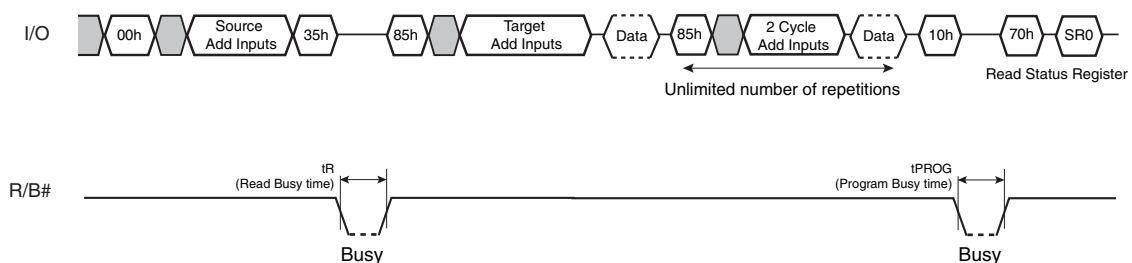 I/O
00h
Source
Add Inputs
35h
85h
Target
Add Inputs
Data
85h
2 Cycle
Add Inputs
Data
10h
70h
SR0
Read Status Register
Unlimited number of repetitions
R/B#
tR
(Read Busy time)
Busy
tPROG
(Program Busy time)
Busy